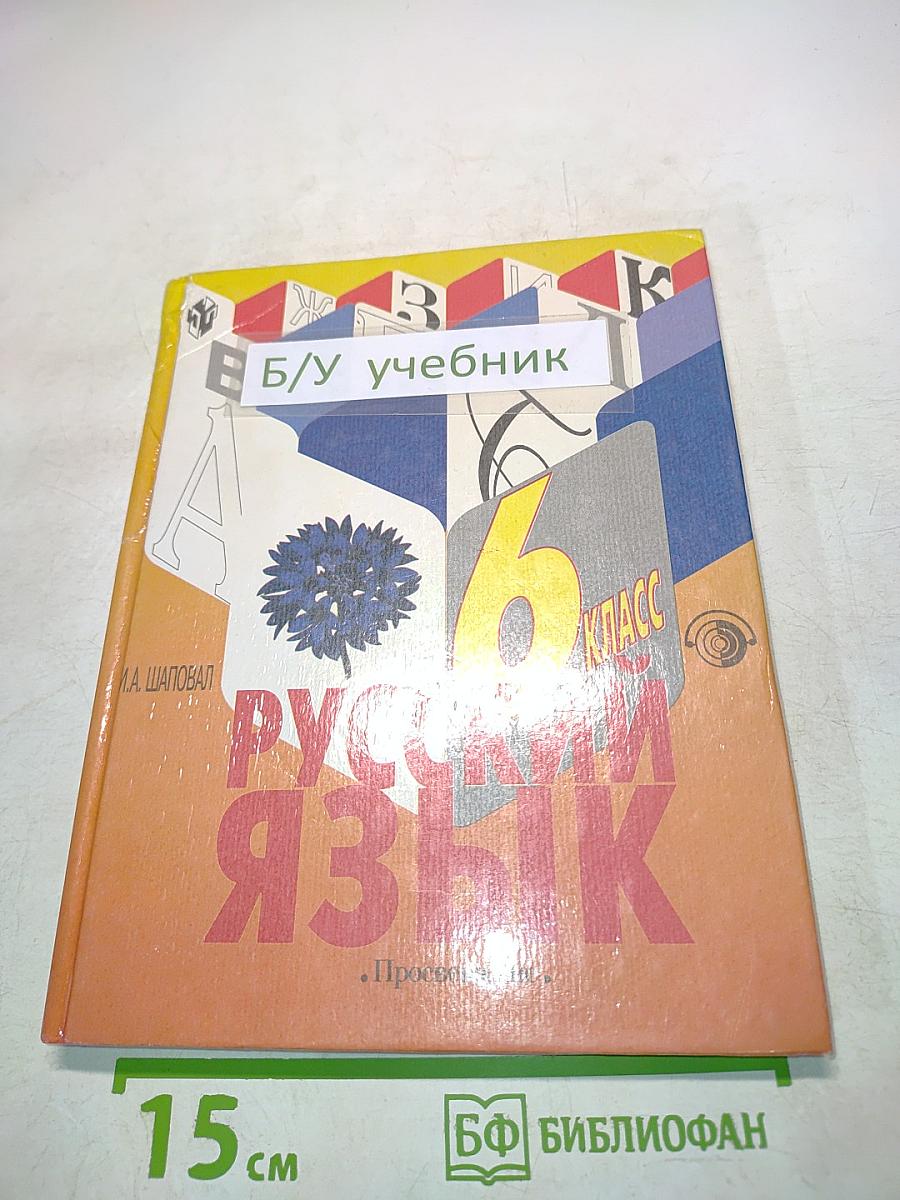 Ж З И К
В
Б/У учебник
А
6
КЛАСС
И.А. ШАПОВАЛ
РУССКИЙ
ЯЗЫК
15 см
БФ БИБЛИОФАН